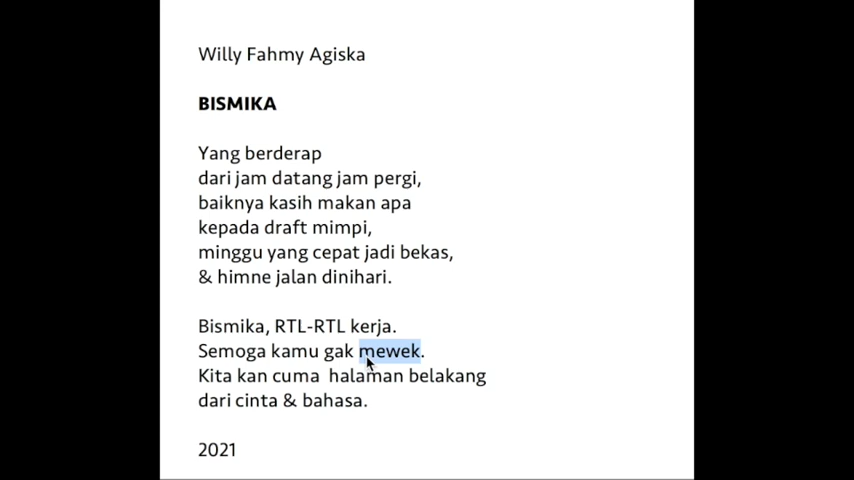 Willy Fahmy Agiska
BISMIKA
Yang berderap
dari jam datang jam pergi,
baiknya kasih makan apa
kepada draft mimpi,
minggu yang cepat jadi bekas,
& himne jalan dinihari.
Bismika, RTL-RTL kerja.
Semoga kamu gak mewek.
Kita kan cuma  halaman belakang
dari cinta & bahasa.
2021